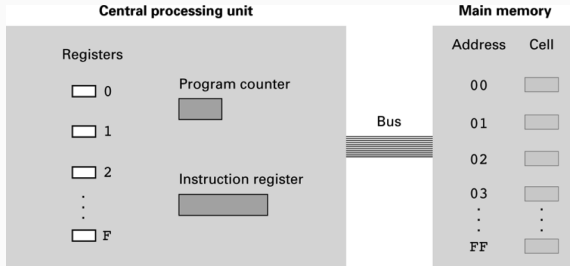 Central processing unit
Main memory
Registers
0
1
2
F
Program counter
Instruction register
Bus
Address Cell
00
01
02
03
FF